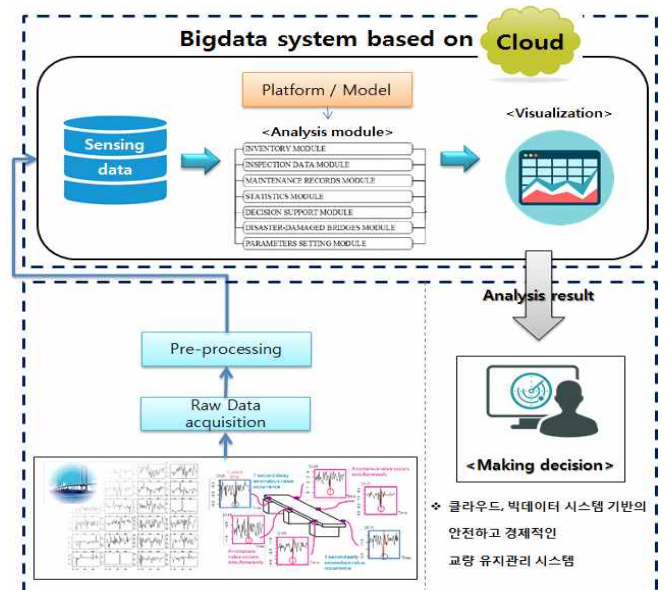 Bigdata system based on Cloud
Platform / Model
<Analysis module>
<Visualization>
Sensing
data
INVENTORY MODULE
INSPECTION DATA MODULE
MAINTENANCE RECORDS MODULE
STATISTICS MODULE
DECISION SUPPORT MODULE
DISASTER-DAMAGED BRIDGES MODULE
PARAMETERS SETTING MODULE
Analysis result
Pre-processing
Raw Data
acquisition
<Making decision>
❖ 클라우드, 빅데이터 시스템 기반의
안전하고 경제적인
교량 유지관리 시스템